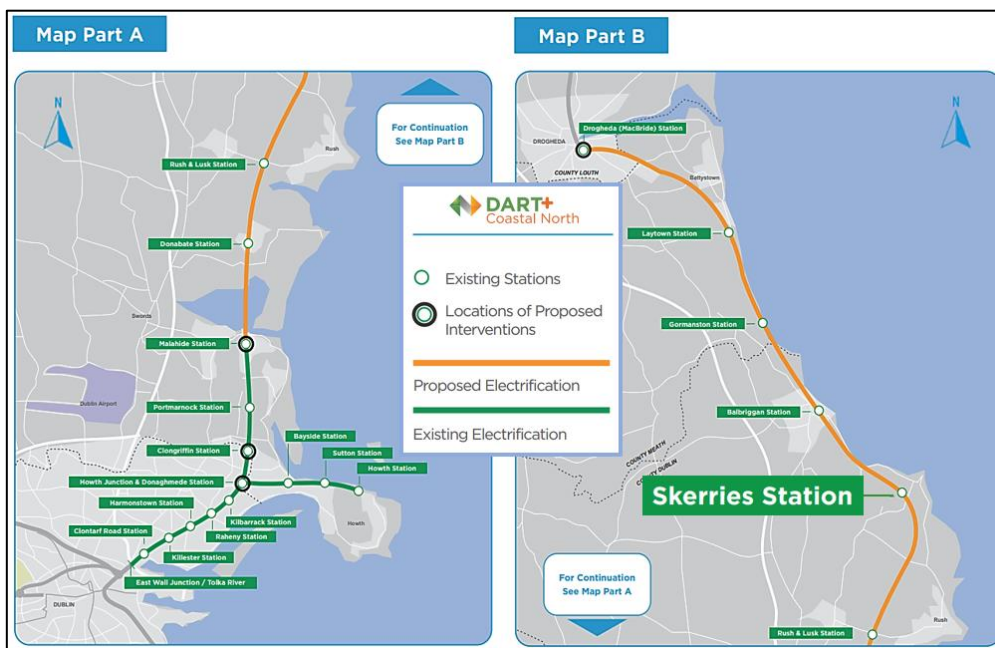 Map Part A
N
For Continuation
See Map Part B
Rush
Rush & Lusk Station
Donabate Station
Swords
Malahide Station
Dublin Airport
Portmarnock Station
Clongriffin Station
Bayside Station
Sutton Station
Howth Station
Howth Junction & Donaghmede Station
Harmonstown Station
Kilbarrack Station
Howth
Clontarf Road Station
Raheny Station
Killester Station
East Wall Junction / Tolka River
DUBLIN
DART+
Coastal North
Existing Stations
Locations of Proposed
Interventions
Proposed Electrification
Existing Electrification
Map Part B
N
Drogheda (MacBride) Station
DROGHEDA
COUNTY LOUTH
Bettystown
Laytown Station
Gormanston Station
Balbriggan Station
COUNTY MEATH
COUNTY DUBLIN
Skerries Station
For Continuation
See Map Part A
Rush
Rush & Lusk Station